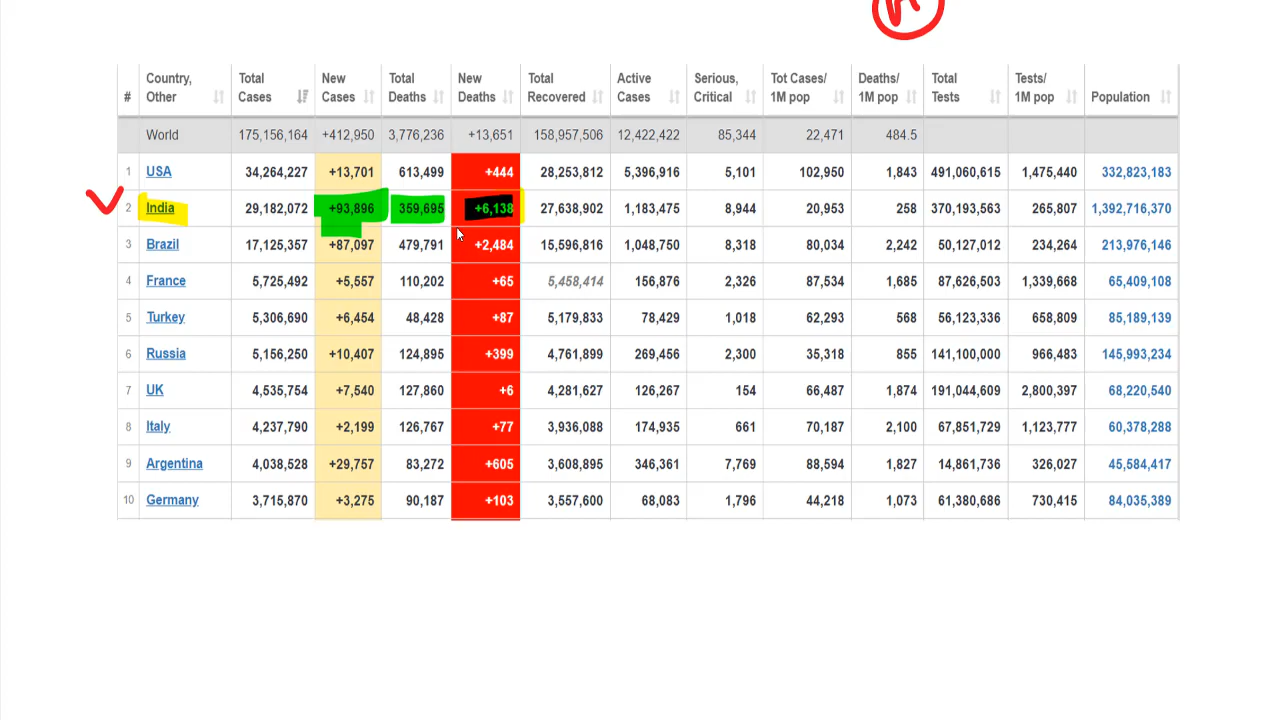 # Country, Other Total Cases New Cases Total Deaths New Deaths Total Recovered Active Cases Serious, Critical Tot Cases/ 1M pop Deaths/ 1M pop Total Tests Tests/ 1M pop Population
World 175,156,164 +412,950 3,776,236 +13,651 158,957,506 12,422,422 85,344 22,471 484.5
1 USA 34,264,227 +13,701 613,499 +444 28,253,812 5,396,916 5,101 102,950 1,843 491,060,615 1,475,440 332,823,183
2 India 29,182,072 +93,896 359,695 +6,138 27,638,902 1,183,475 8,944 20,953 258 370,193,563 265,807 1,392,716,370
3 Brazil 17,125,357 +87,097 479,791 +2,484 15,596,816 1,048,750 8,318 80,034 2,242 50,127,012 234,264 213,976,146
4 France 5,725,492 +5,557 110,202 +65 5,458,414 156,876 2,326 87,534 1,685 87,626,503 1,339,668 65,409,108
5 Turkey 5,306,690 +6,454 48,428 +87 5,179,833 78,429 1,018 62,293 568 56,123,336 658,809 85,189,139
6 Russia 5,156,250 +10,407 124,895 +399 4,761,899 269,456 2,300 35,318 855 141,100,000 966,483 145,993,234
7 UK 4,535,754 +7,540 127,860 +6 4,281,627 126,267 154 66,487 1,874 191,044,609 2,800,397 68,220,540
8 Italy 4,237,790 +2,199 126,767 +77 3,936,088 174,935 661 70,187 2,100 67,851,729 1,123,777 60,378,288
9 Argentina 4,038,528 +29,757 83,272 +605 3,608,895 346,361 7,769 88,594 1,827 14,861,736 326,027 45,584,417
10 Germany 3,715,870 +3,275 90,187 +103 3,557,600 68,083 1,796 44,218 1,073 61,380,686 730,415 84,035,389